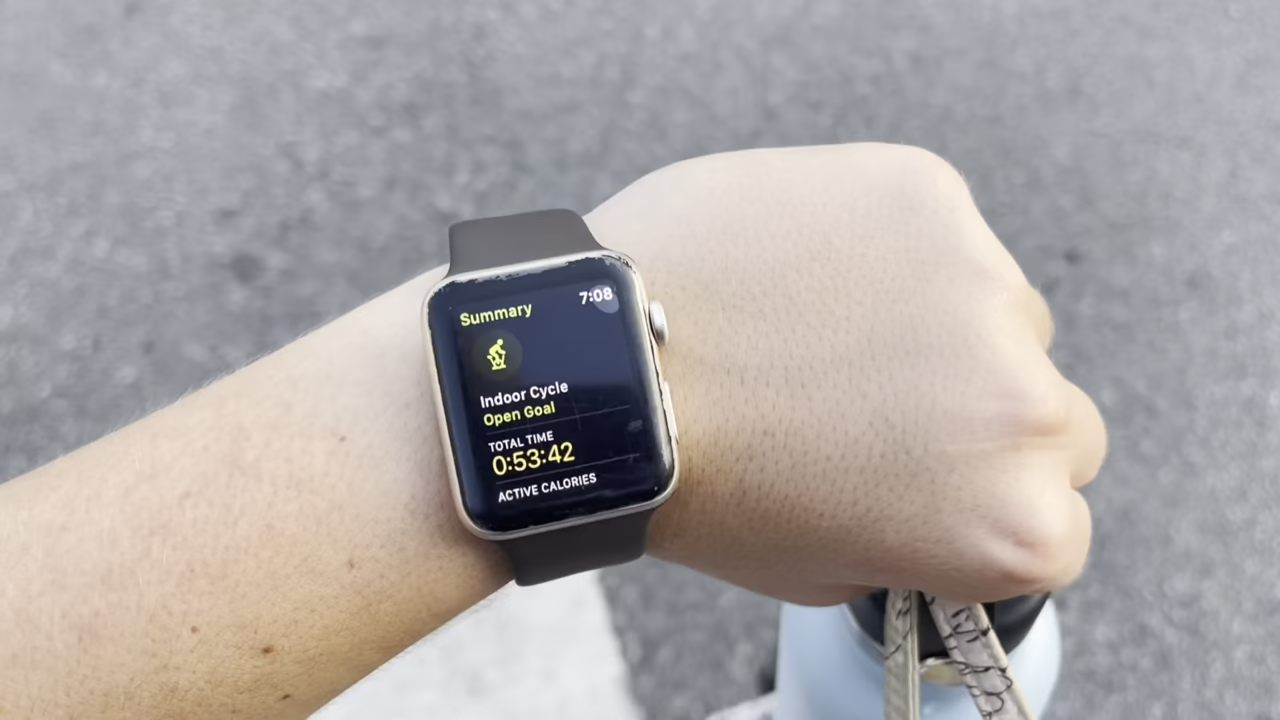 7:08
Summary
Indoor Cycle
Open Goal
TOTAL TIME
0:53:42
ACTIVE CALORIES